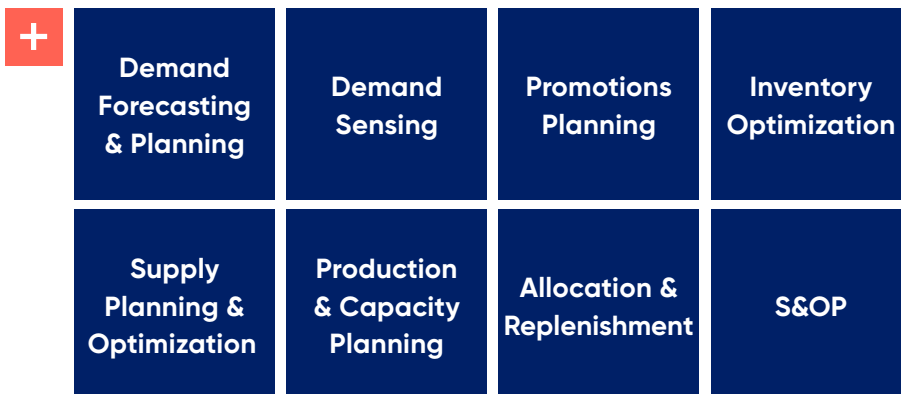 +
Demand
Forecasting
& Planning
Demand
Sensing
Promotions
Planning
Inventory
Optimization
Supply
Planning &
Optimization
Production
& Capacity
Planning
Allocation &
Replenishment
S&OP